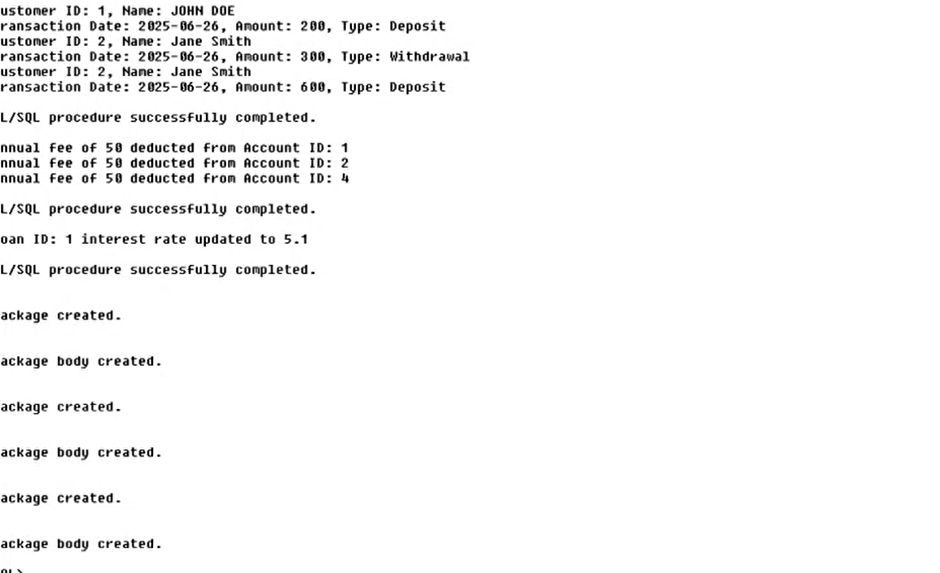 ustomer ID: 1, Name: JOHN DOE
ransaction Date: 2025-06-26, Amount: 200, Type: Deposit
ustomer ID: 2, Name: Jane Smith
ransaction Date: 2025-06-26, Amount: 300, Type: Withdrawal
ustomer ID: 2, Name: Jane Smith
ransaction Date: 2025-06-26, Amount: 600, Type: Deposit
L/SQL procedure successfully completed.
nnual fee of 50 deducted from Account ID: 1
nnual fee of 50 deducted from Account ID: 2
nnual fee of 50 deducted from Account ID: 4
L/SQL procedure successfully completed.
oan ID: 1 interest rate updated to 5.1
L/SQL procedure successfully completed.
ackage created.
ackage body created.
ackage created.
ackage body created.
ackage created.
ackage body created.
QL>